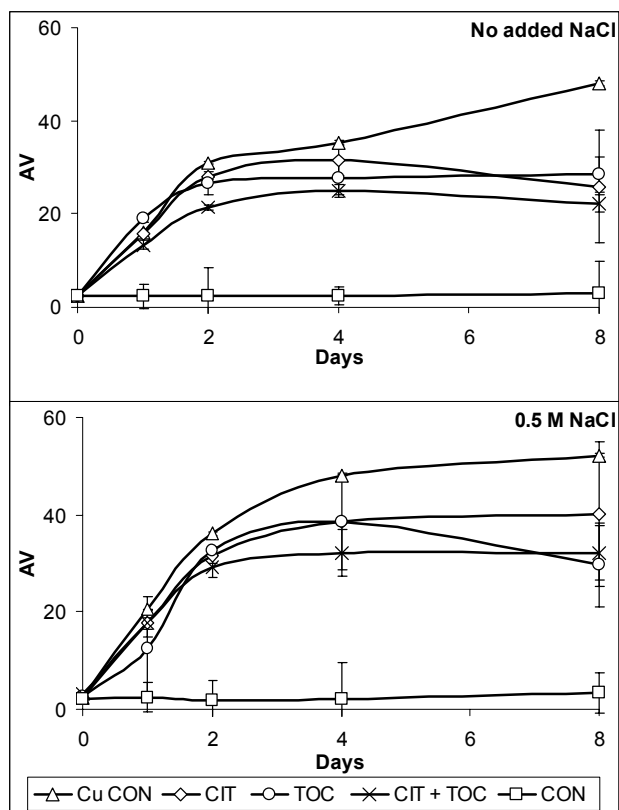 No added NaCl
60
40
20
0
AV
0 2 4 6 8
Days
0.5 M NaCl
60
40
20
0
AV
0 2 4 6 8
Days
Cu CON CIT TOC CIT + TOC CON